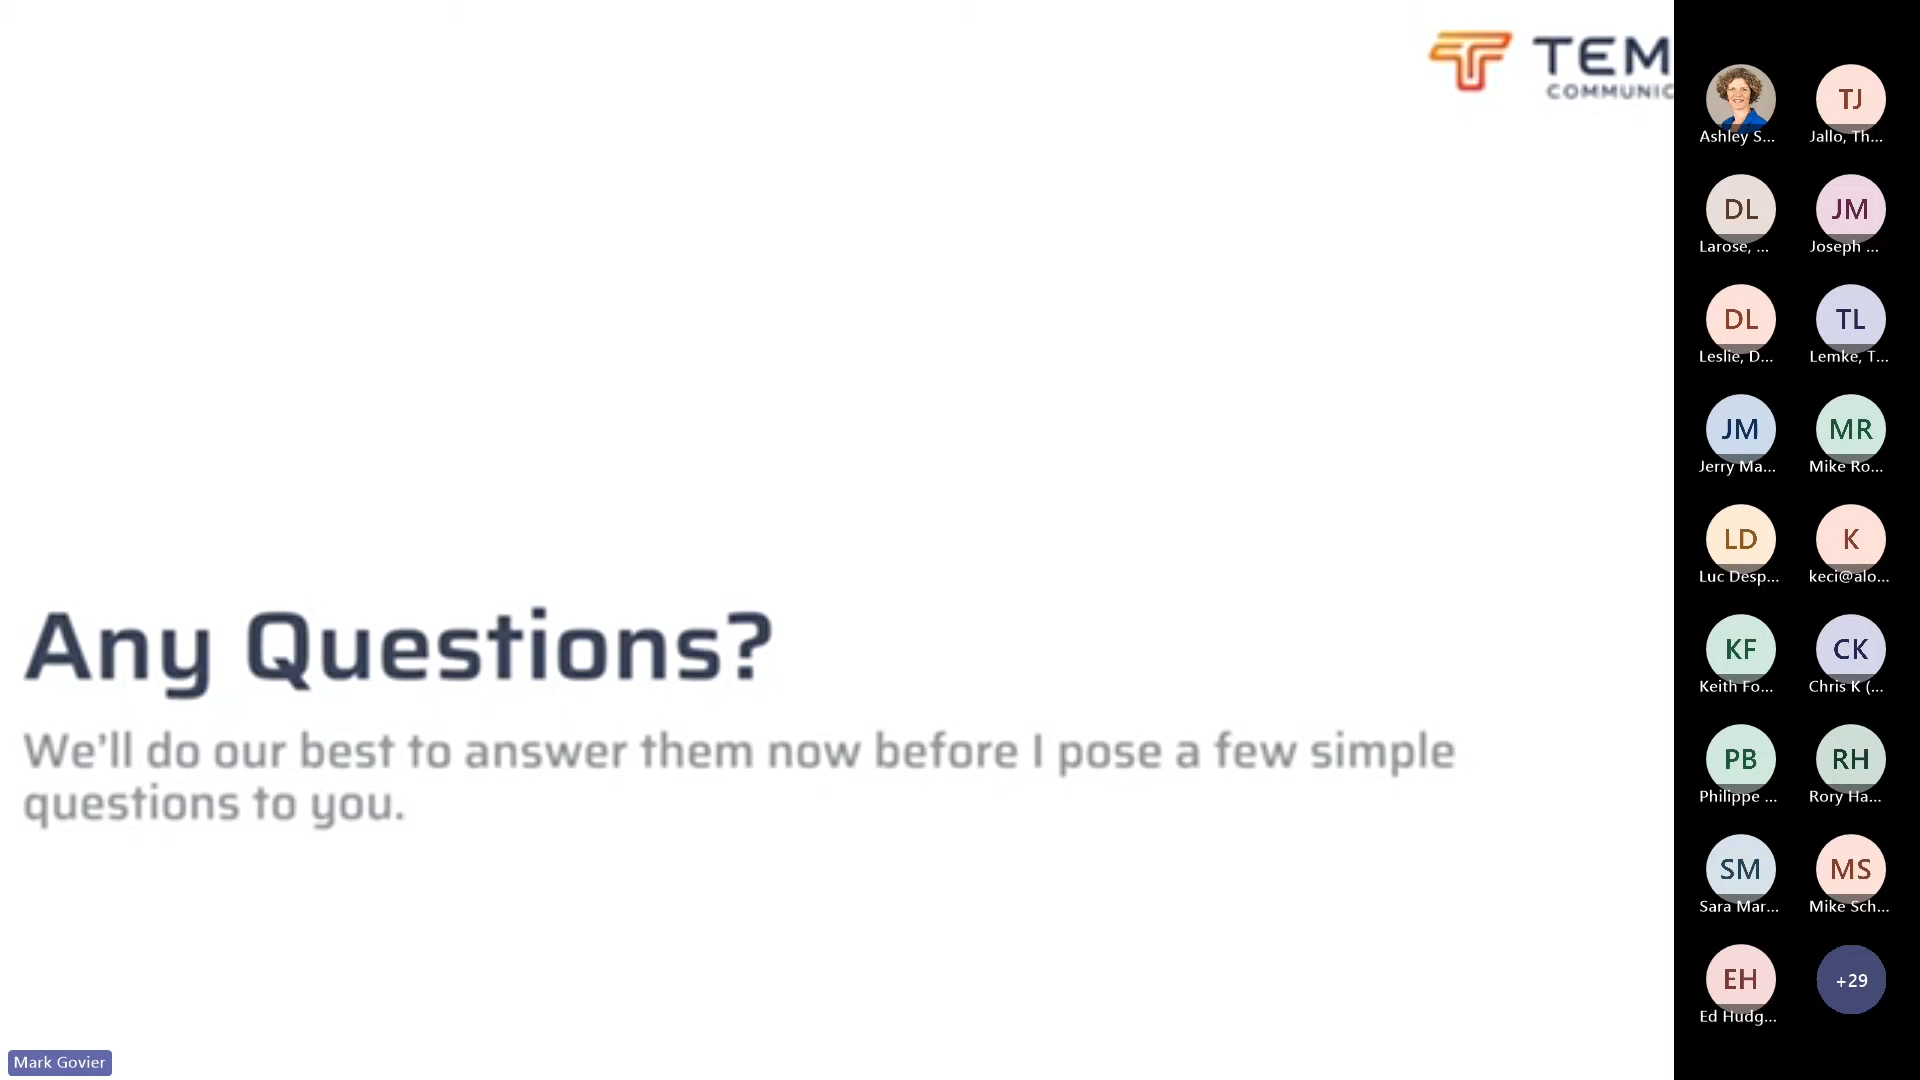 TEM
COMMUNIC
Any Questions?
We'll do our best to answer them now before I pose a few simple
questions to you.
Mark Govier
Ashley S...
TJ
Jallo, Th...
DL
Larose, ...
JM
Joseph ...
DL
Leslie, D...
TL
Lemke, T...
JM
Jerry Ma...
MR
Mike Ro...
LD
Luc Desp...
K
keci@alo...
KF
Keith Fo...
CK
Chris K (...
PB
Philippe ...
RH
Rory Ha...
SM
Sara Mar...
MS
Mike Sch...
EH
Ed Hudg...
+29